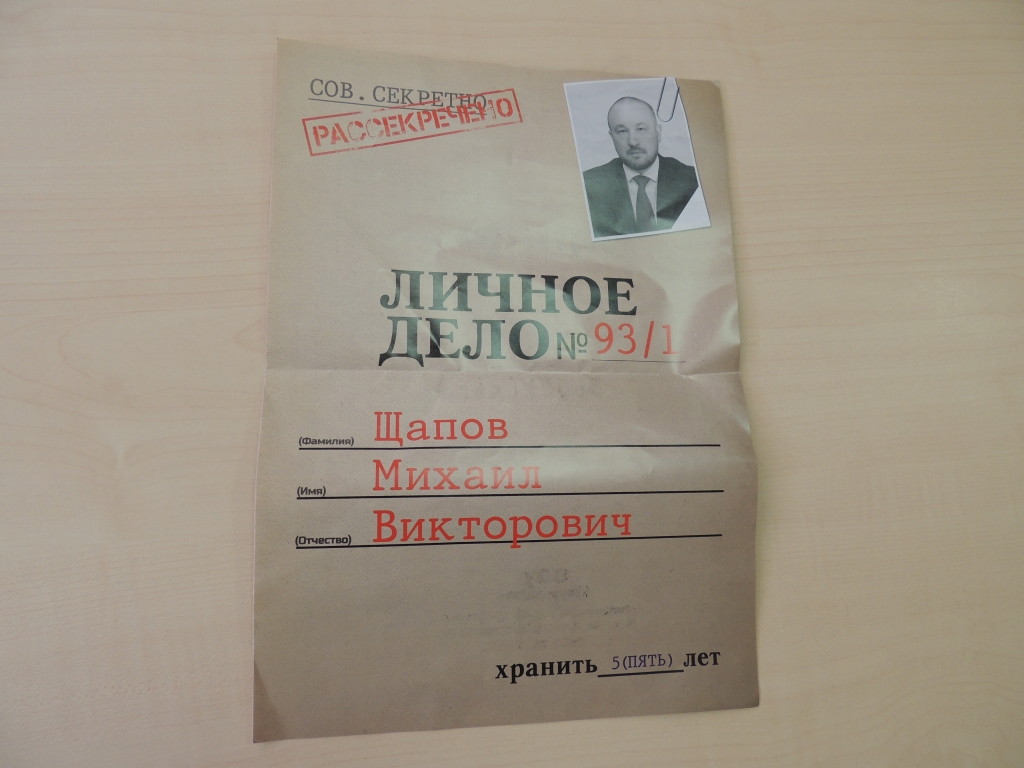 СОВ. СЕКРЕТНО
РАССЕКРЕЧЕНО
ЛИЧНОЕ
ДЕЛО № 93/1
(Фамилия) Щапов
(Имя) Михаил
(Отчество) Викторович
хранить 5(ПЯТЬ) лет